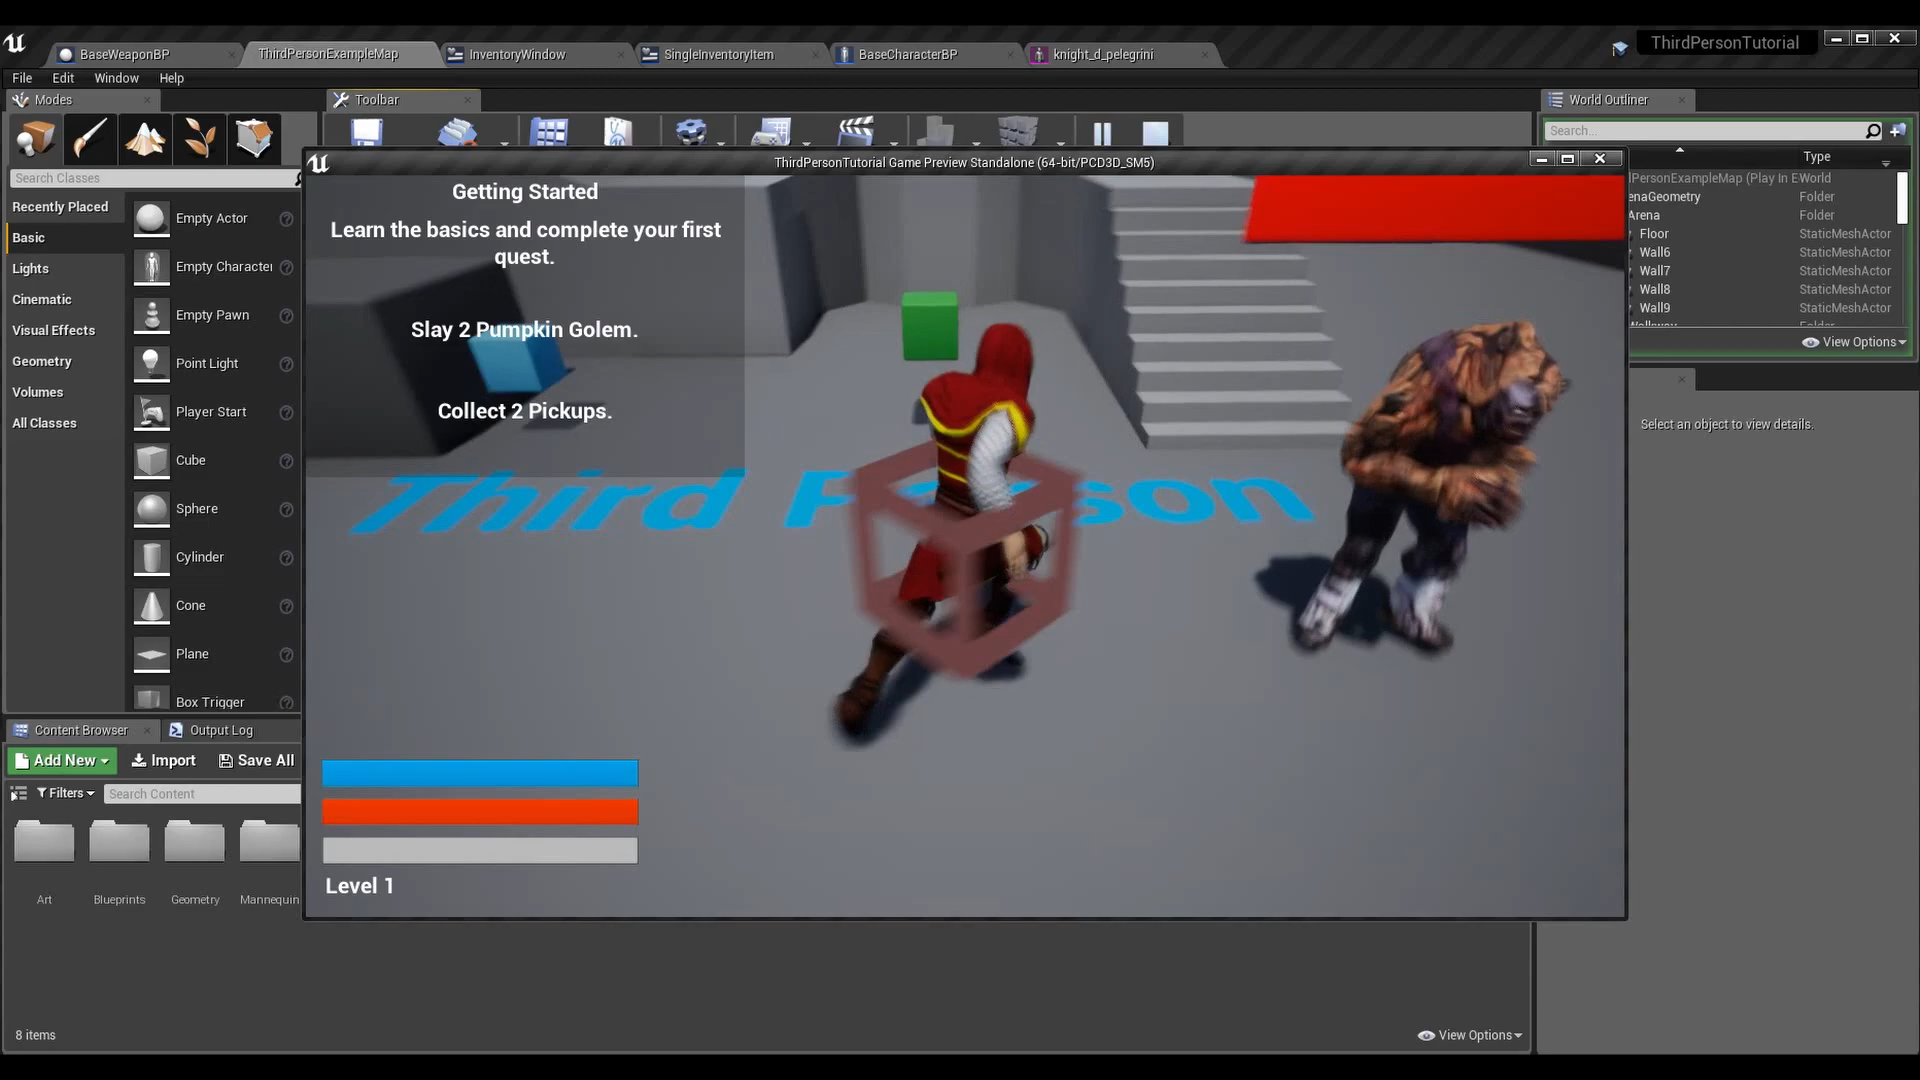 BaseWeaponBP
ThirdPersonExampleMap
InventoryWindow
SingleInventoryItem
BaseCharacterBP
knight_d_pelegrini
ThirdPersonTutorial
File Edit Window Help
Modes
Toolbar
World Outliner
Search...
Search Classes
ThirdPersonTutorial Game Preview Standalone (64-bit/PCD3D_SM5)
Type
Recently Placed
Basic
Lights
Cinematic
Visual Effects
Geometry
Volumes
All Classes
Empty Actor
Empty Character
Empty Pawn
Point Light
Player Start
Cube
Sphere
Cylinder
Cone
Plane
Box Trigger
Getting Started
Learn the basics and complete your first
quest.
Slay 2 Pumpkin Golem.
Collect 2 Pickups.
Third Person
Level 1
PersonExampleMap (Play In E World
enaGeometry Folder
Arena Folder
Floor StaticMeshActor
Wall6 StaticMeshActor
Wall7 StaticMeshActor
Wall8 StaticMeshActor
Wall9 StaticMeshActor
View Options
Select an object to view details.
Content Browser
Output Log
Add New Import Save All
Filters
Search Content
Art
Blueprints
Geometry
Mannequin
8 items
View Options